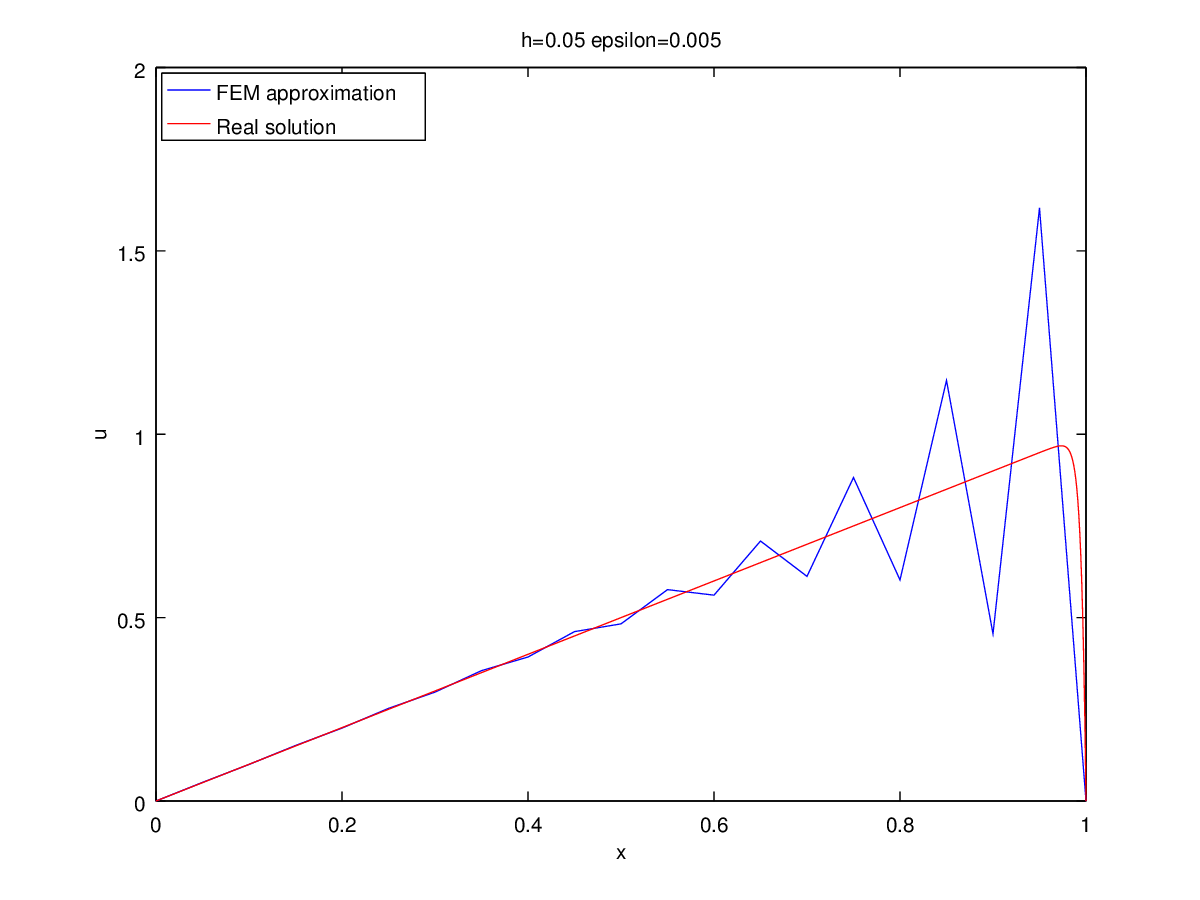 h=0.05 epsilon=0.005
2
FEM approximation
Real solution
1.5
u
1
0.5
0
0 0.2 0.4 0.6 0.8 1
x